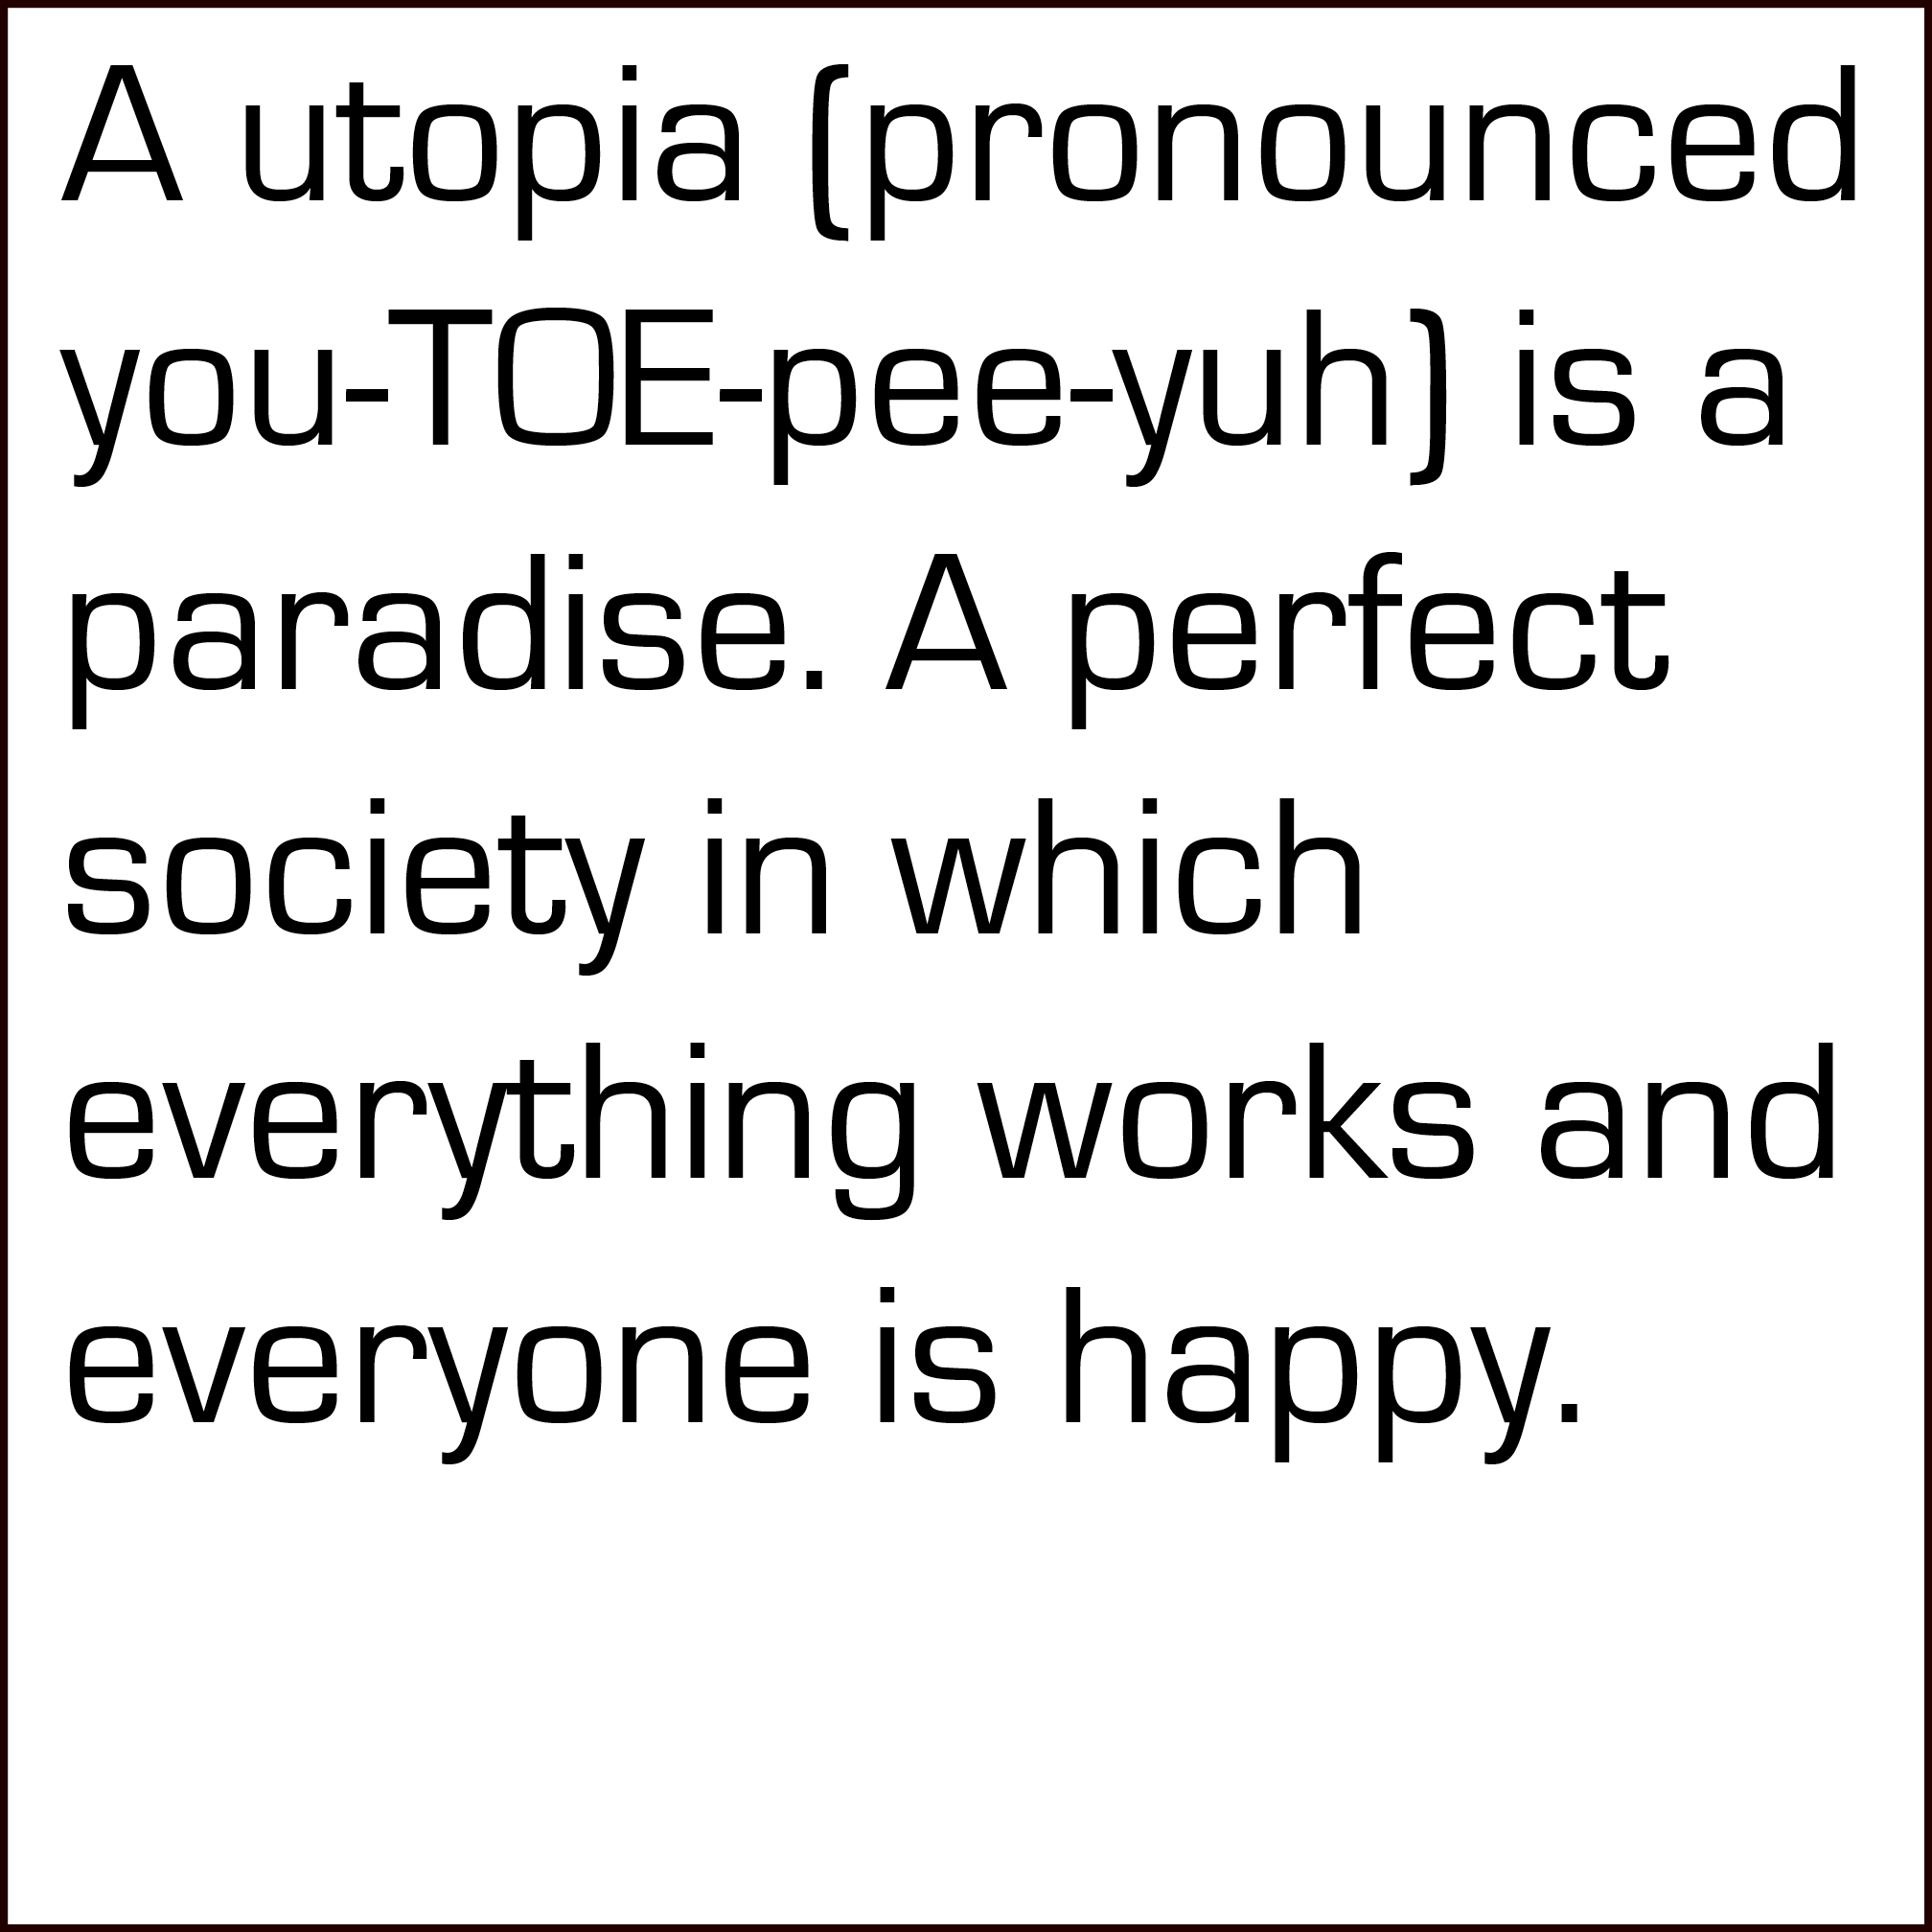 A utopia (pronounced
you-TOE-pee-yuh) is a
paradise. A perfect
society in which
everything works and
everyone is happy.